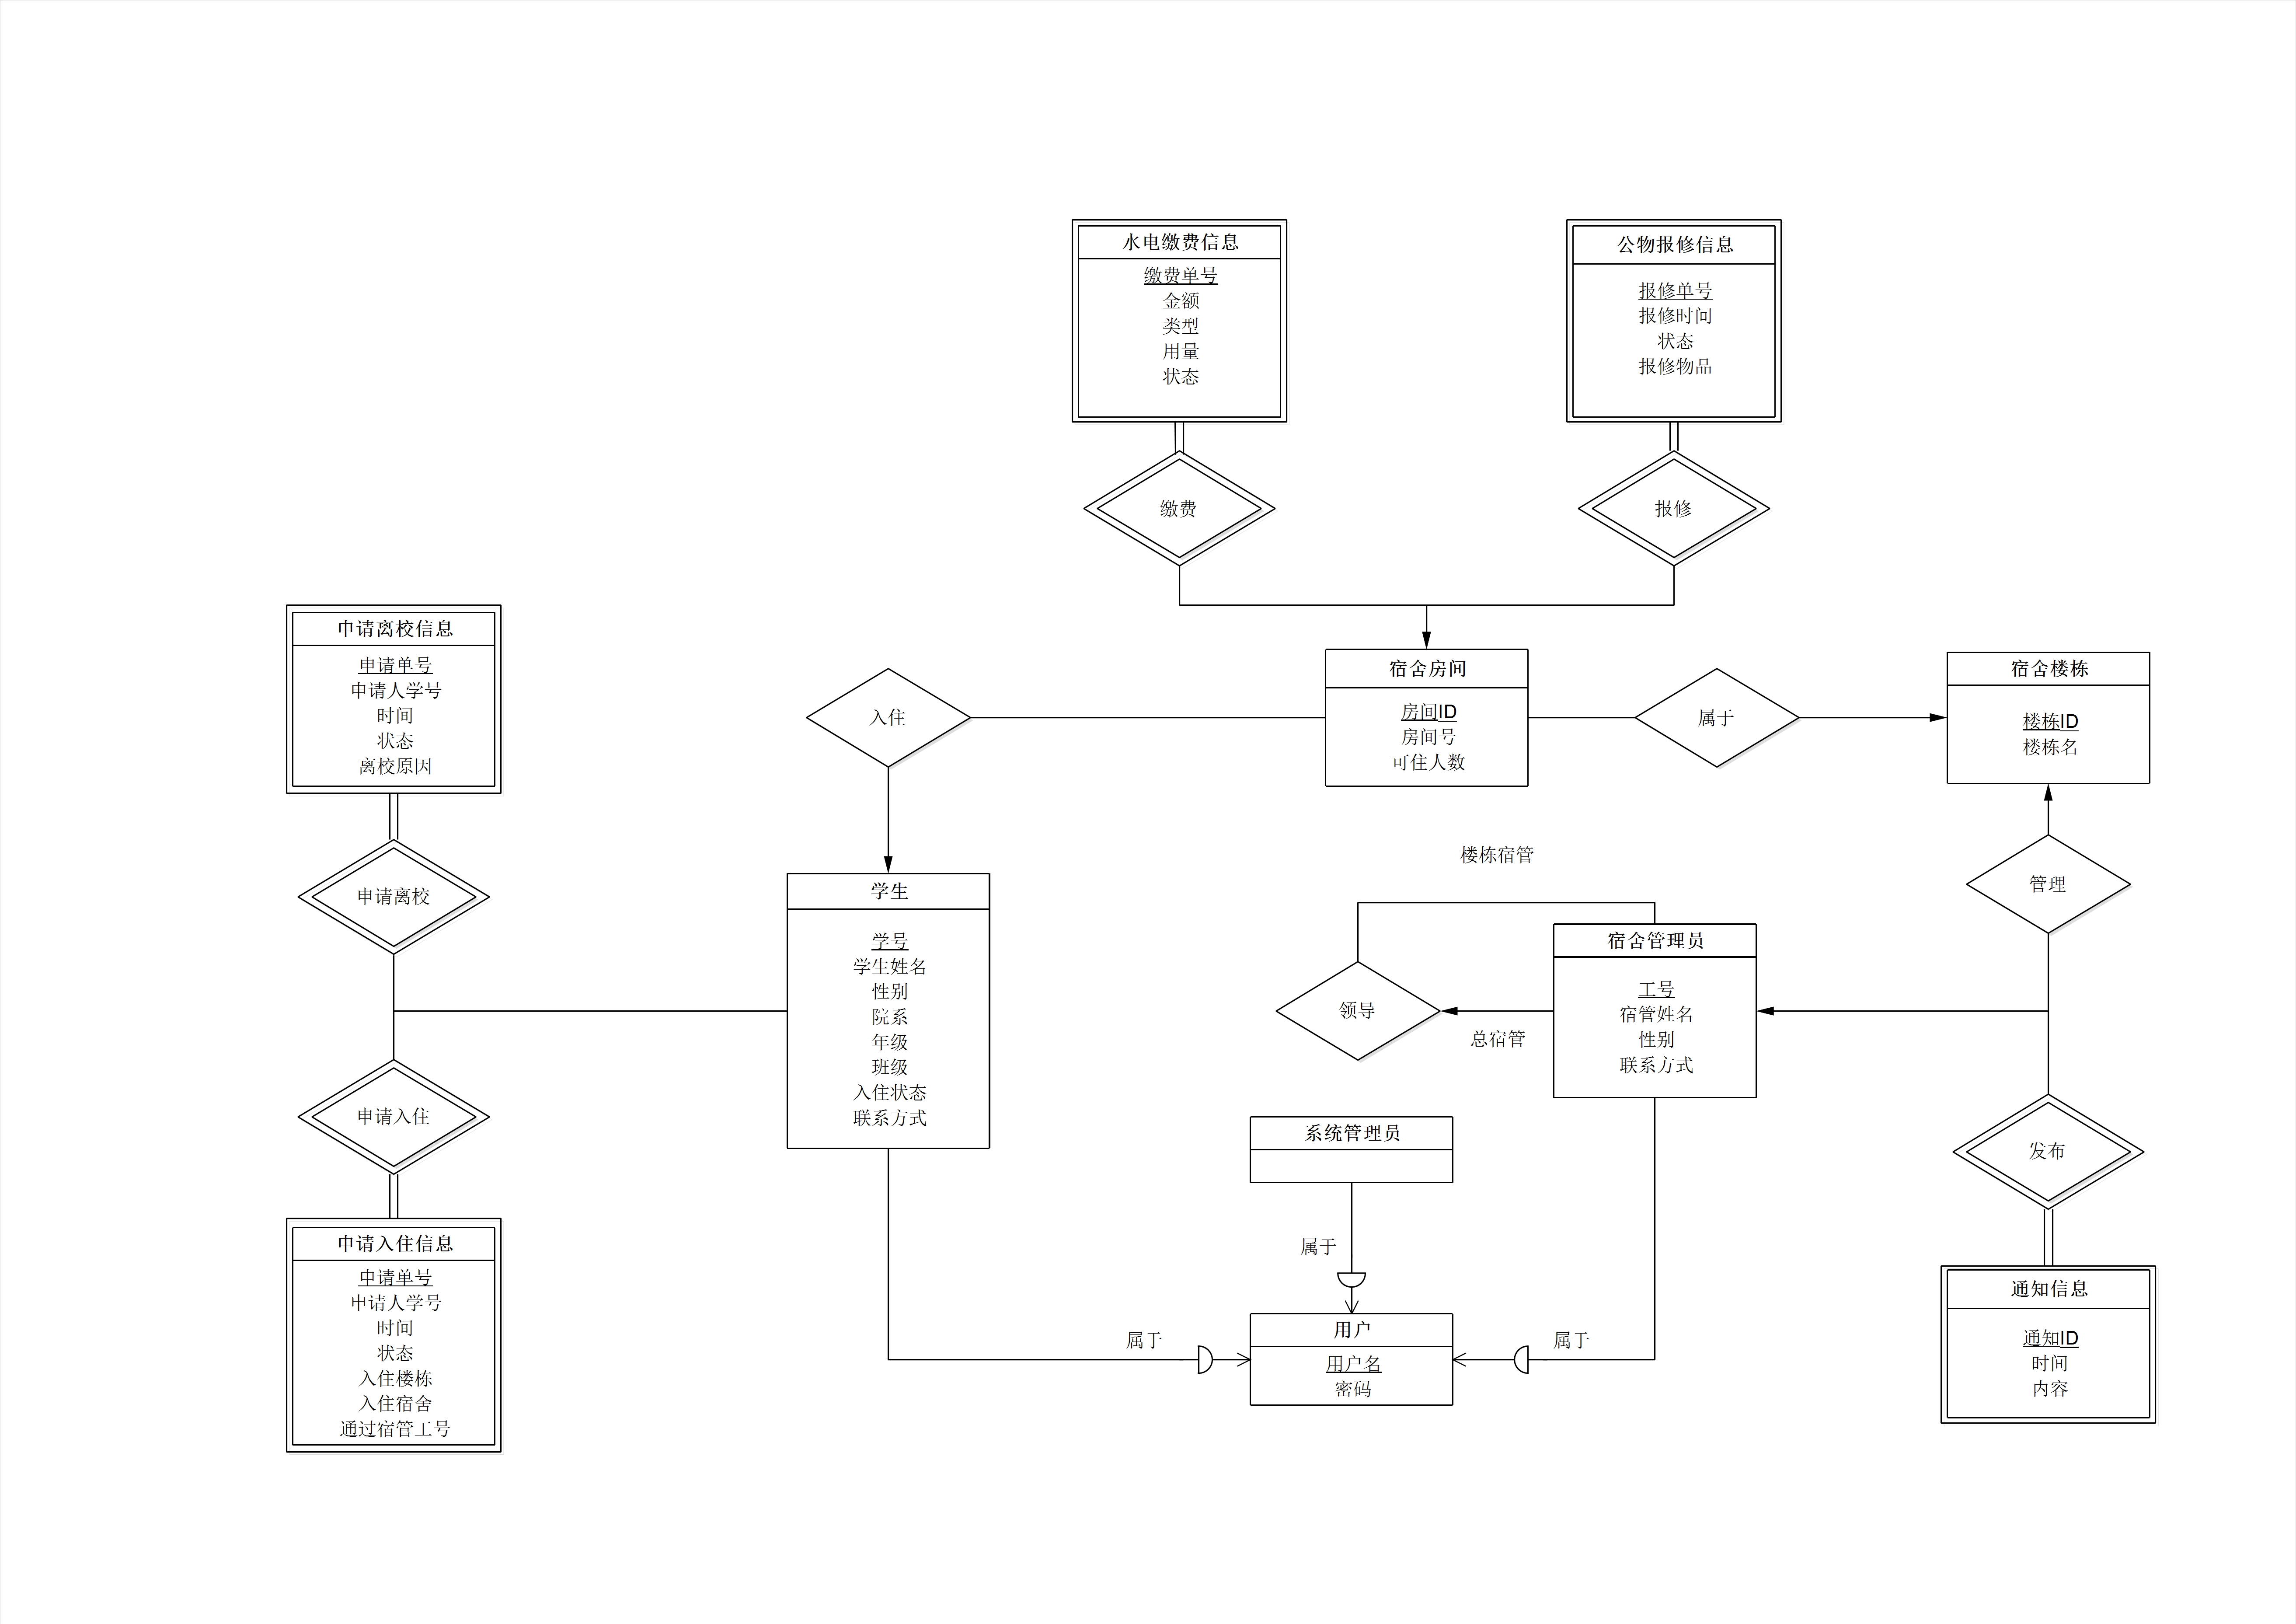 水电缴费信息
缴费单号
金额
类型
用量
状态
公物报修信息
报修单号
报修时间
状态
报修物品
缴费
报修
申请离校信息
申请单号
申请人学号
时间
状态
离校原因
入住
宿舍房间
房间ID
房间号
可住人数
属于
宿舍楼栋
楼栋ID
楼栋名
申请离校
学生
学号
学生姓名
性别
院系
年级
班级
入住状态
联系方式
楼栋宿管
领导
总宿管
宿舍管理员
工号
宿管姓名
性别
联系方式
管理
申请入住
系统管理员
发布
申请入住信息
申请单号
申请人学号
时间
状态
入住楼栋
入住宿舍
通过宿管工号
属于
属于
用户
用户名
密码
属于
通知信息
通知ID
时间
内容